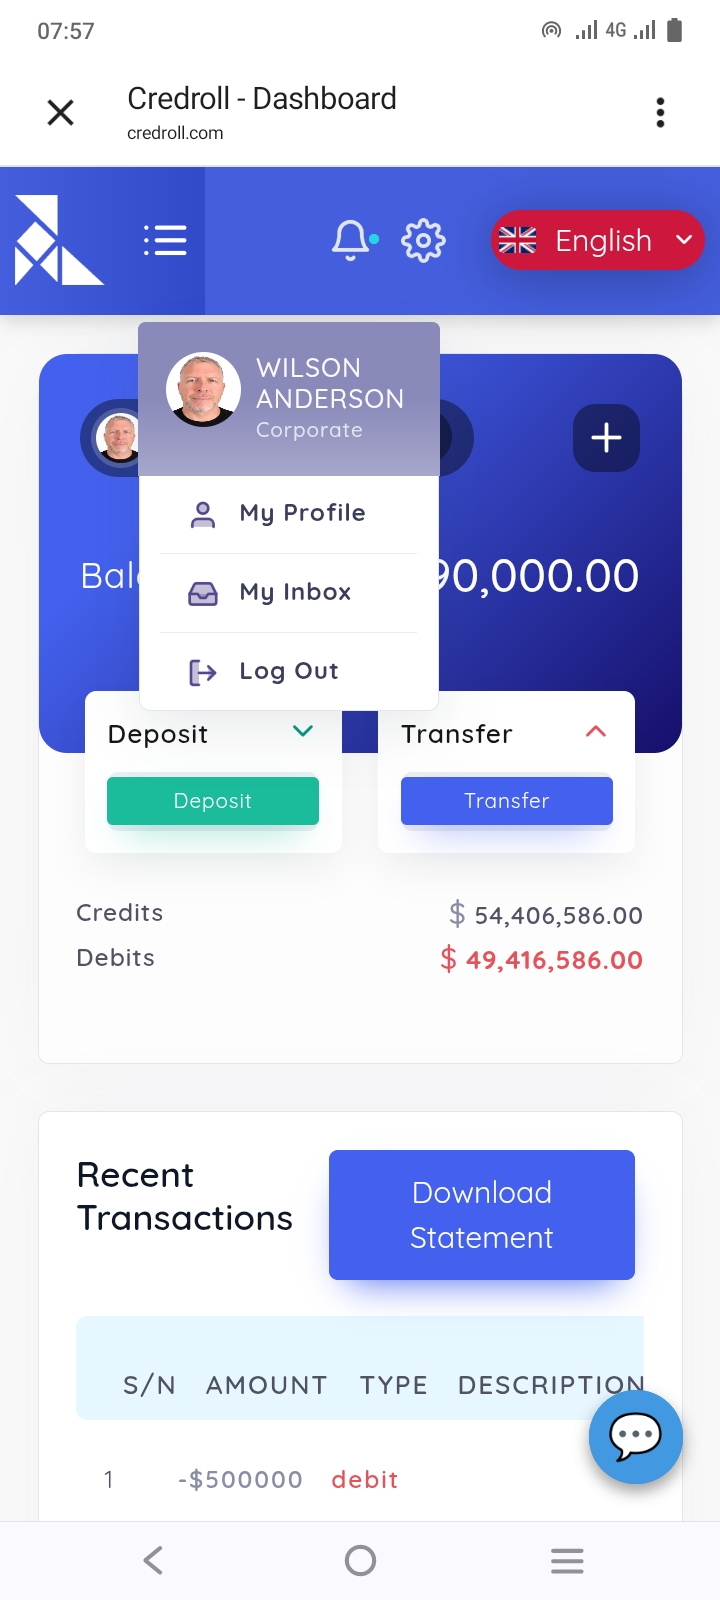 07:57
4G
Credroll - Dashboard
credroll.com
English
WILSON
ANDERSON
Corporate
My Profile
My Inbox
Log Out
90,000.00
Deposit
Transfer
Deposit
Transfer
Credits
$ 54,406,586.00
Debits
$ 49,416,586.00
Recent
Transactions
Download
Statement
S/N AMOUNT TYPE DESCRIPTION
1 -$500000 debit